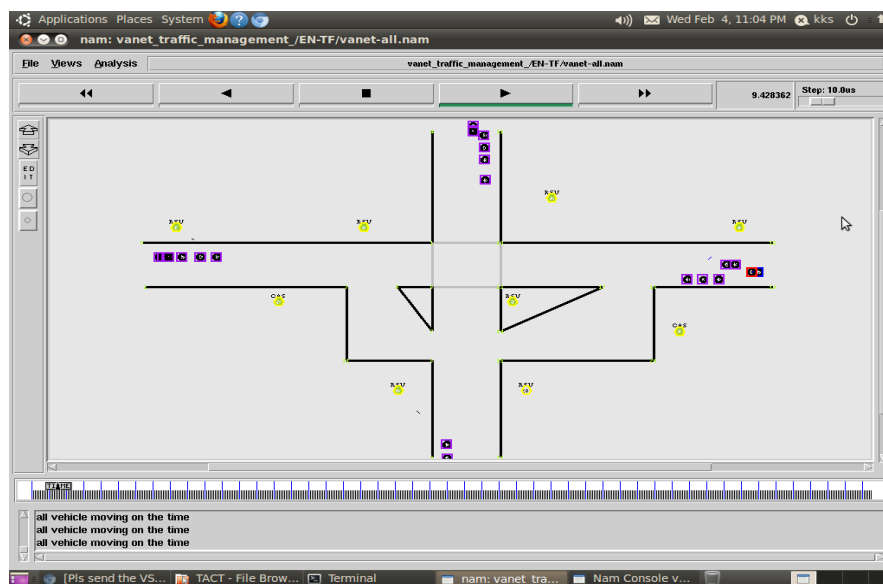 Applications Places System Wed Feb 4, 11:04 PM kks
nam: vanet_traffic_management_/EN-TF/vanet-all.nam
File Views Analysis vanet_traffic_management_/EN-TF/vanet-all.nam
9.428362 Step: 10.0us
ED
IT
TIME
all vehicle moving on the time
all vehicle moving on the time
all vehicle moving on the time
[Pls send the VS... TACT - File Brow... Terminal nam: vanet_tra... Nam Console v...